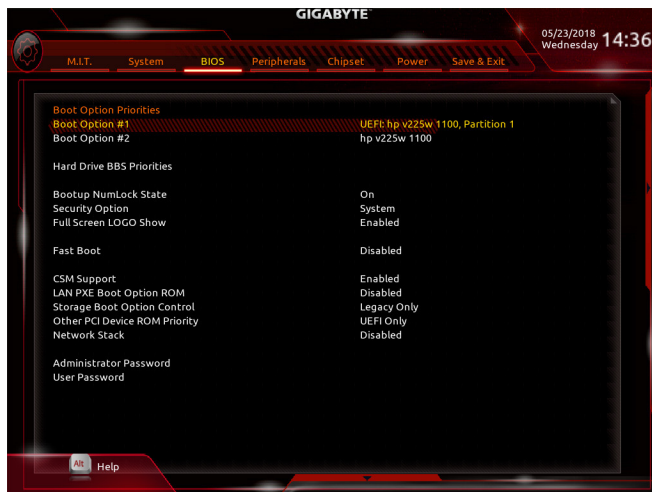 GIGABYTE™
05/23/2018
Wednesday
14:36
M.I.T. System BIOS Peripherals Chipset Power Save & Exit
Boot Option Priorities
Boot Option #1 UEFI: hp v225w 1100, Partition 1
Boot Option #2 hp v225w 1100
Hard Drive BBS Priorities
Bootup NumLock State On
Security Option System
Full Screen LOGO Show Enabled
Fast Boot Disabled
CSM Support Enabled
LAN PXE Boot Option ROM Disabled
Storage Boot Option Control Legacy Only
Other PCI Device ROM Priority UEFI Only
Network Stack Disabled
Administrator Password
User Password
Alt Help